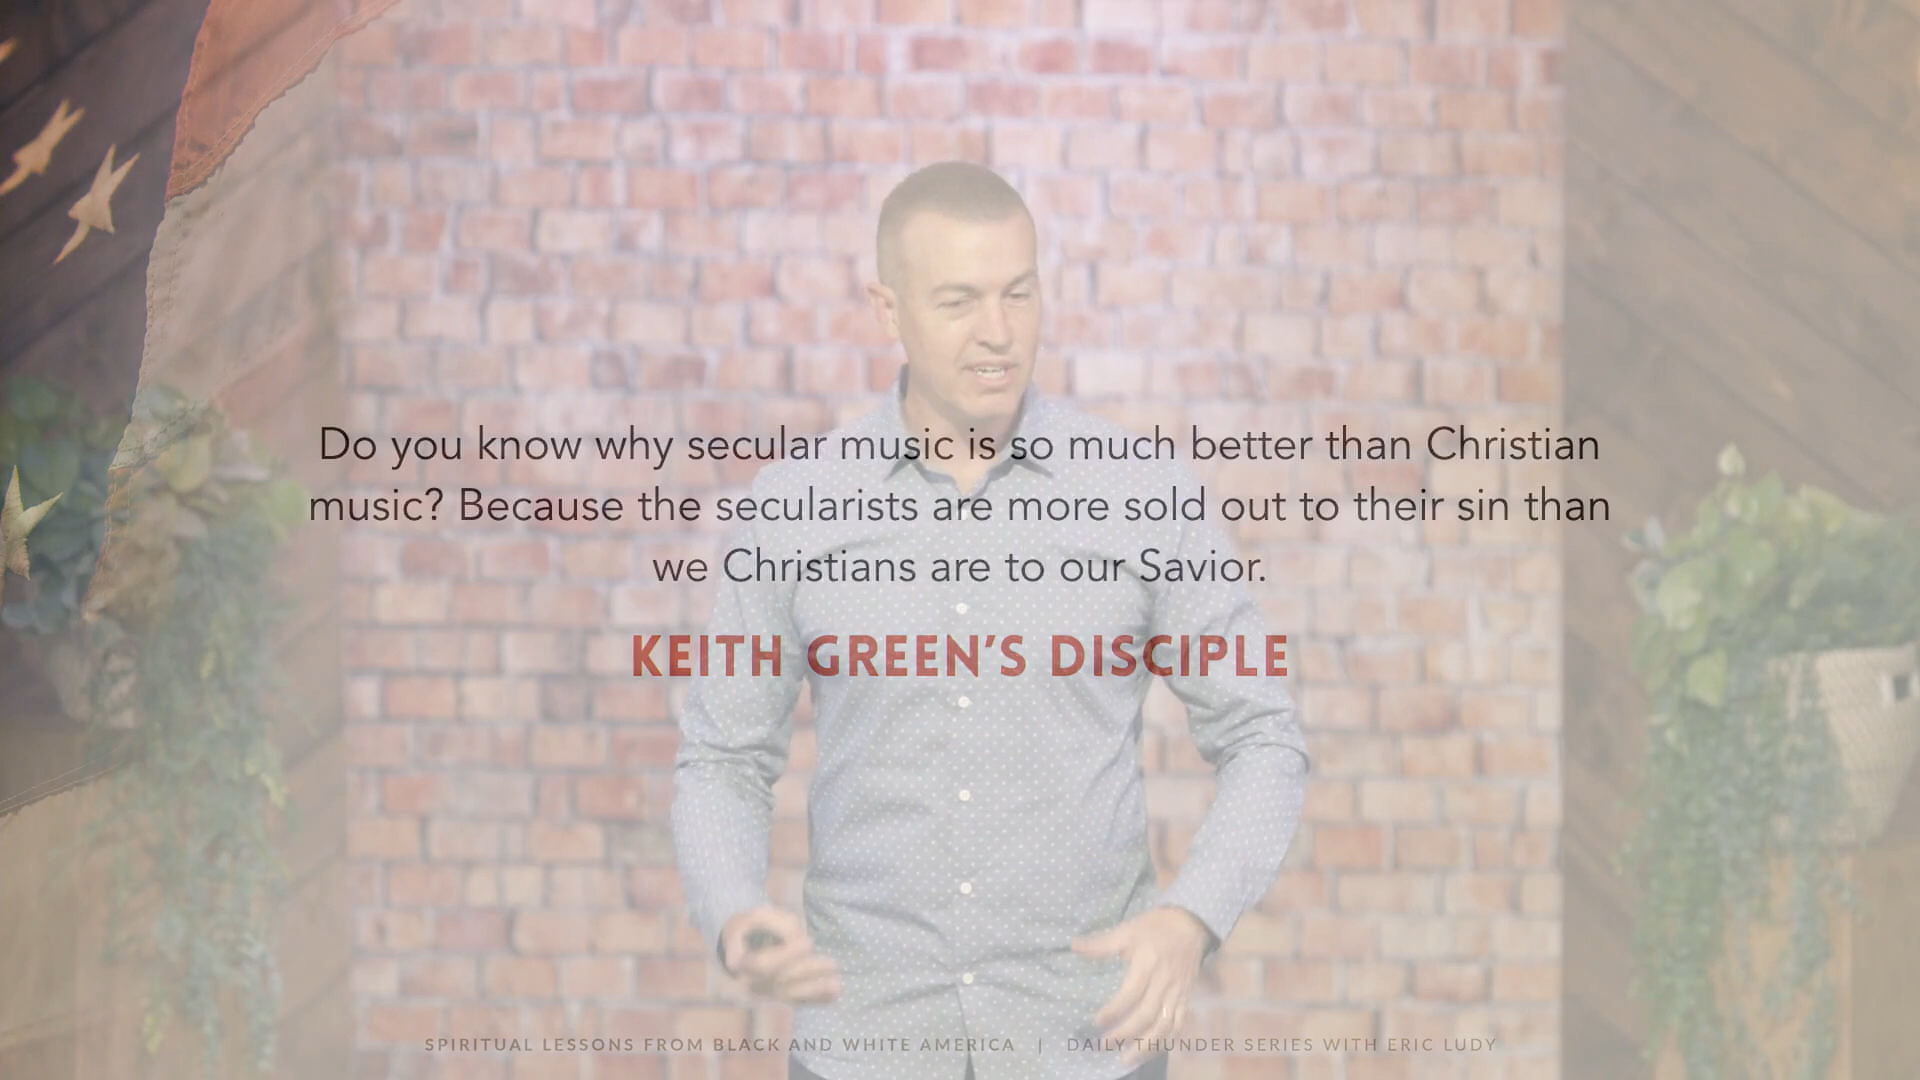 Do you know why secular music is so much better than Christian
music? Because the secularists are more sold out to their sin than
we Christians are to our Savior.
KEITH GREEN'S DISCIPLE
SPIRITUAL LESSONS FROM BLACK AND WHITE AMERICA | DAILY THUNDER SERIES WITH ERIC LUDY